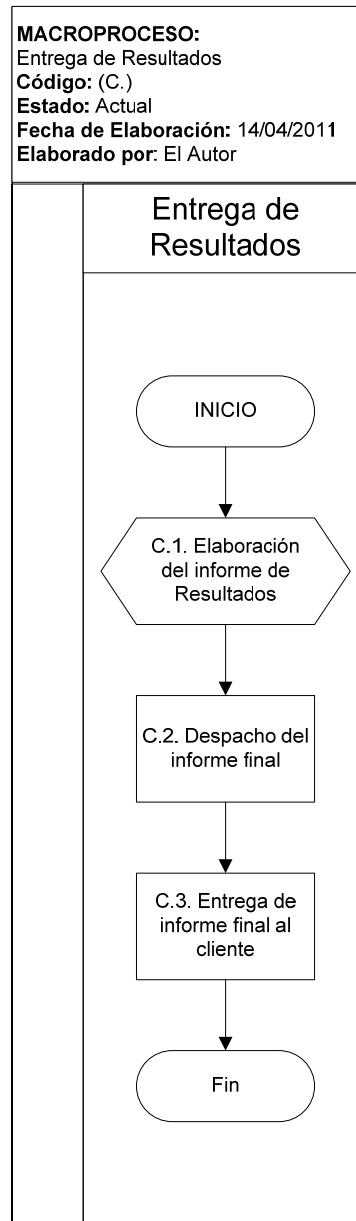 MACROPROCESO:
Entrega de Resultados
Código: (C.)
Estado: Actual
Fecha de Elaboración: 14/04/2011
Elaborado por: El Autor
Entrega de
Resultados
INICIO
C.1. Elaboración
del informe de
Resultados
C.2. Despacho del
informe final
C.3. Entrega de
informe final al
cliente
Fin